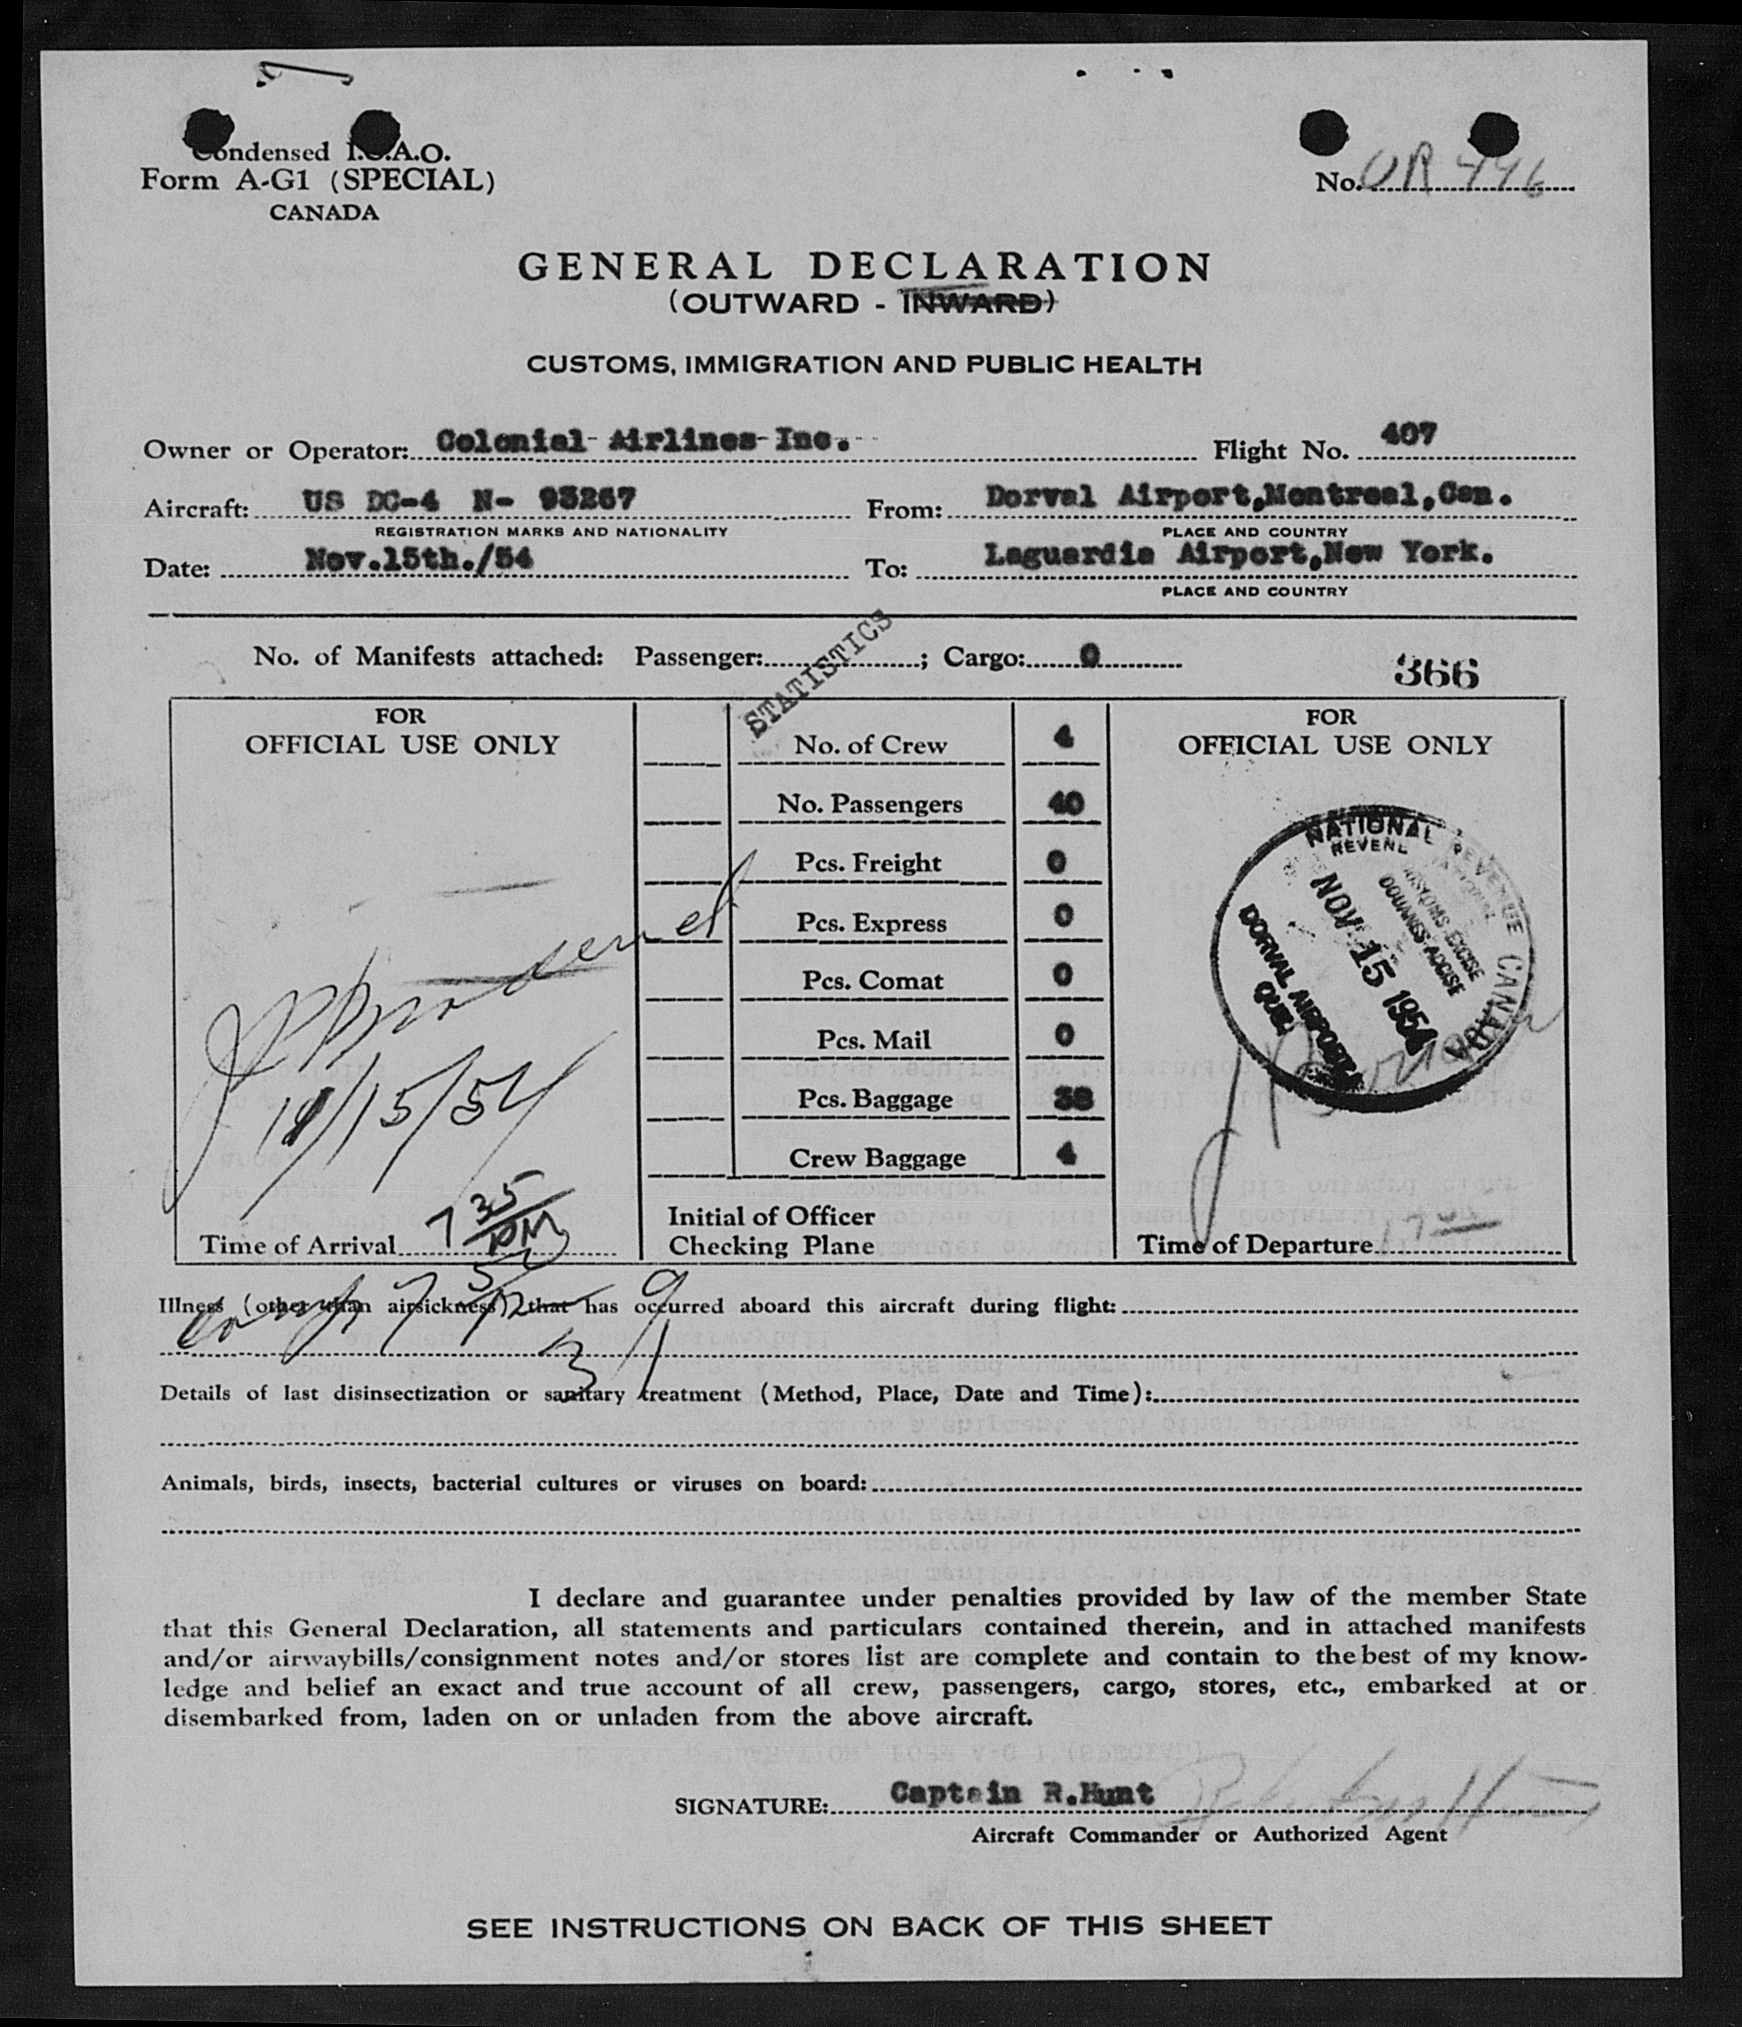 Condensed I.C.A.O.
Form A-G1 (SPECIAL)
CANADA
No. OR 446
GENERAL DECLARATION
(OUTWARD - INWARD)
CUSTOMS, IMMIGRATION AND PUBLIC HEALTH
Owner or Operator: Colonial Airlines Inc. Flight No. 407
Aircraft: US DC-4 N- 93267 From: Dorval Airport,Montreal,Can.
REGISTRATION MARKS AND NATIONALITY PLACE AND COUNTRY
Date: Nov.15th./54 To: Laguardia Airport,New York.
PLACE AND COUNTRY
STATISTICS
No. of Manifests attached: Passenger: ; Cargo: 0
366
FOR FOR
OFFICIAL USE ONLY OFFICIAL USE ONLY
No. of Crew 4
No. Passengers 40
Pcs. Freight 0
Pcs. Express 0
Pcs. Comat 0
Pcs. Mail 0
Pcs. Baggage 38
Crew Baggage 4
11/15/54
NATIONAL REVENUE CANADA
CUSTOMS-EXCISE
DOUANES-ACCISE
NOV 15 1954
DORVAL AIRPORT
QUE.
Initial of Officer
Time of Arrival 7 35 PM Checking Plane Time of Departure 17 00
Illness (other than airsickness) that has occurred aboard this aircraft during flight:
Details of last disinsectization or sanitary treatment (Method, Place, Date and Time):
Animals, birds, insects, bacterial cultures or viruses on board:
I declare and guarantee under penalties provided by law of the member State
that this General Declaration, all statements and particulars contained therein, and in attached manifests
and/or airwaybills/consignment notes and/or stores list are complete and contain to the best of my know-
ledge and belief an exact and true account of all crew, passengers, cargo, stores, etc., embarked at or
disembarked from, laden on or unladen from the above aircraft.
SIGNATURE: Captain R.Hunt
Aircraft Commander or Authorized Agent
SEE INSTRUCTIONS ON BACK OF THIS SHEET